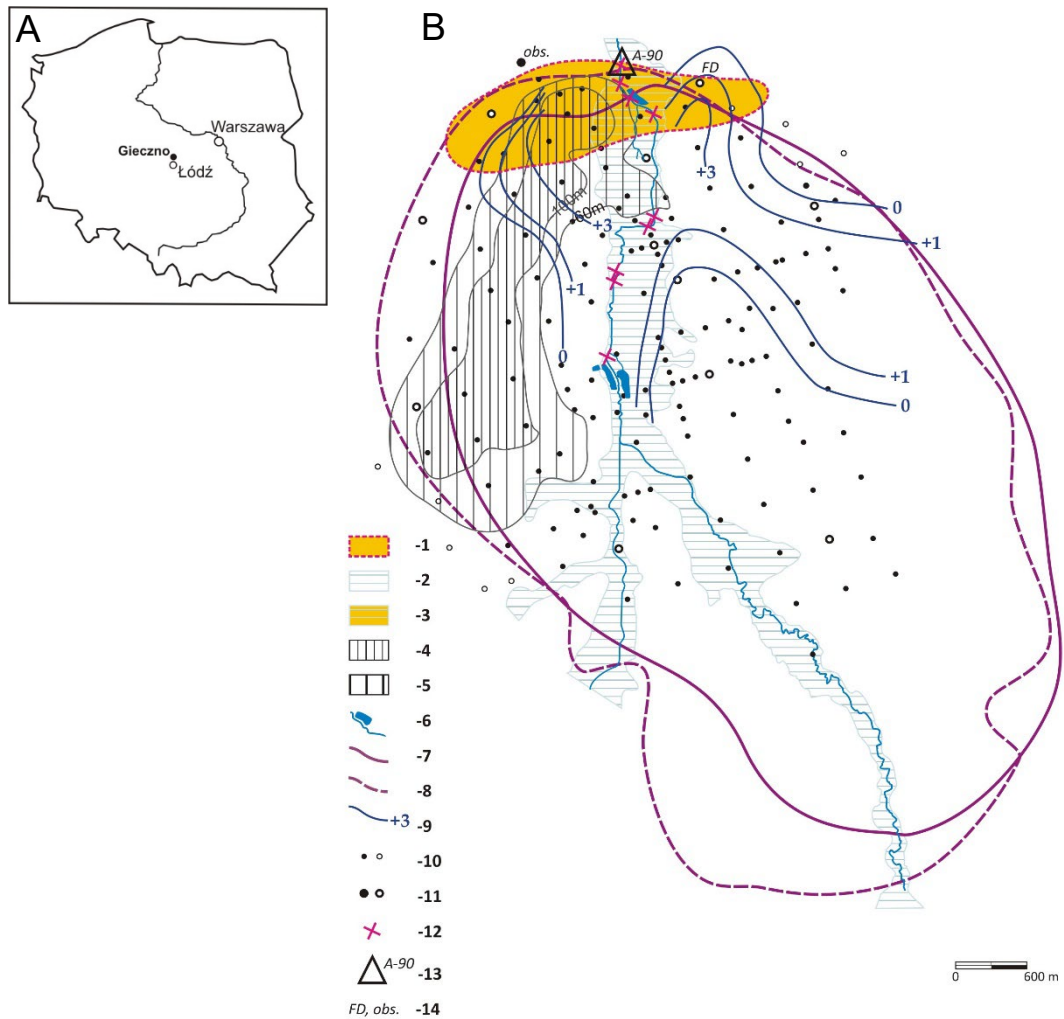 A
Warszawa
Gieczno
Łódź
B
obs.
A-90
FD
+3
0
+1
100m
60m
+3
+1
0
+1
0
-1
-2
-3
-4
-5
-6
-7
-8
+3 -9
-10
-11
-12
A-90 -13
FD, obs. -14
0 600 m